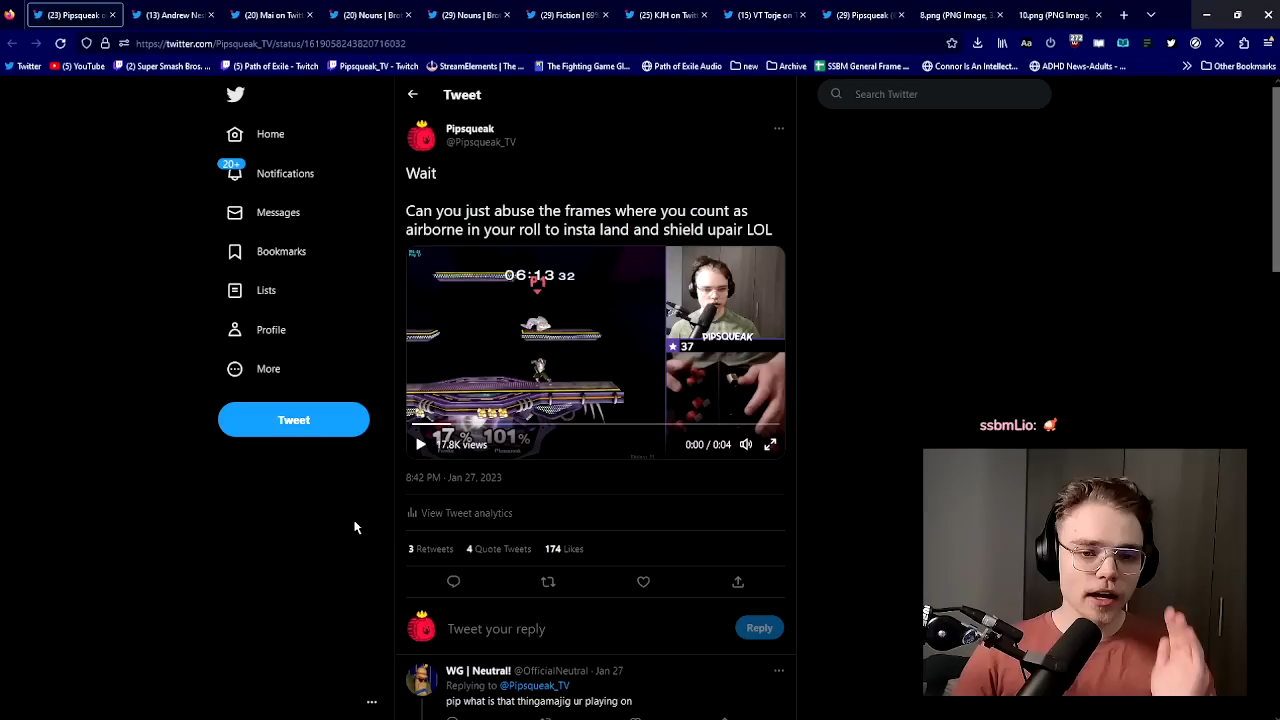 (23) Pipsqueak o
(13) Andrew Nes
(20) Mai on Twit
(20) Nouns | Bro
(29) Nouns | Bro
(29) Fiction | 69
(25) KJH on Twit
(15) VT Torje on T
(29) Pipsqueak (
8.png (PNG Image, 3
10.png (PNG Image,
https://twitter.com/Pipsqueak_TV/status/1619058243820716032
272
Twitter
(5) YouTube
(2) Super Smash Bros. ...
(5) Path of Exile - Twitch
Pipsqueak_TV - Twitch
StreamElements | The ...
The Fighting Game Gl...
Path of Exile Audio
new
Archive
SSBM General Frame ...
Connor Is An Intellect...
ADHD News-Adults - ...
Other Bookmarks
Home
20+
Notifications
Messages
Bookmarks
Lists
Profile
More
Tweet
Tweet
Pipsqueak
@Pipsqueak_TV
Wait
Can you just abuse the frames where you count as
airborne in your roll to insta land and shield upair LOL
06:13 32
P1
PIPSQUEAK
37
17% 101%
17.8K views
0:00 / 0:04
8:42 PM · Jan 27, 2023
View Tweet analytics
3 Retweets 4 Quote Tweets 174 Likes
Tweet your reply
Reply
WG | Neutral! @OfficialNeutral · Jan 27
Replying to @Pipsqueak_TV
pip what is that thingamajig ur playing on
Search Twitter
ssbmLio: